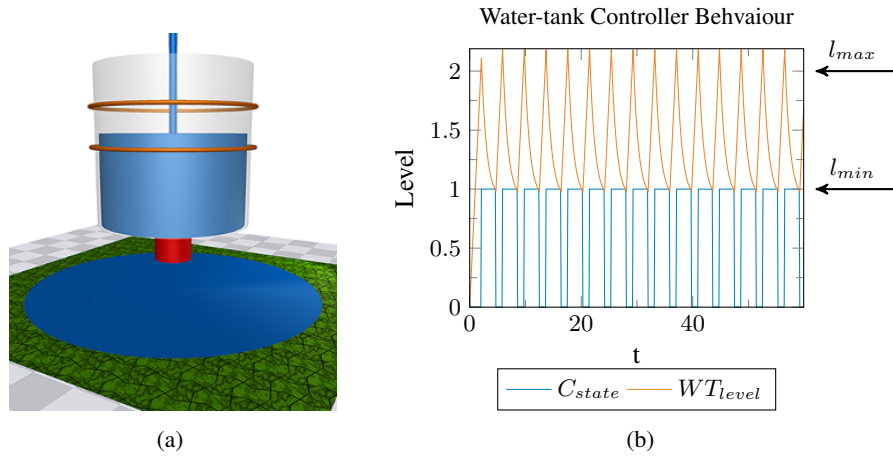 Water-tank Controller Behvaiour
l_max
2
1.5
l_min
1
0.5
0
Level
0 20 40
t
C_state WT_level
(a) (b)